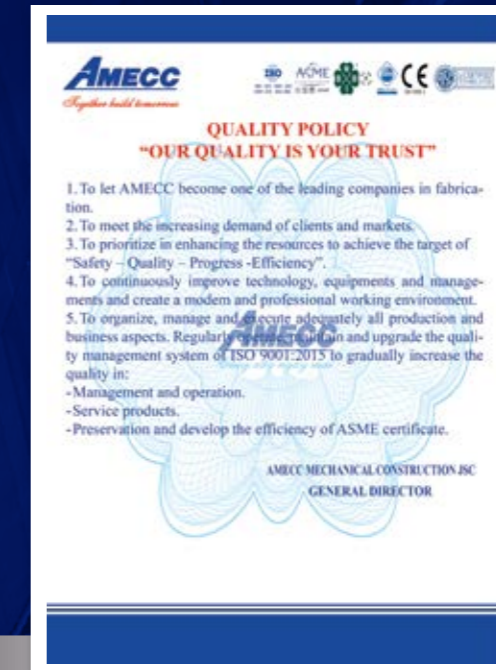 AMECC
Together build tomorrow
ISO
ASME
CE
QUALITY POLICY
“OUR QUALITY IS YOUR TRUST”
1. To let AMECC become one of the leading companies in fabrica-
tion.
2. To meet the increasing demand of clients and markets.
3. To prioritize in enhancing the resources to achieve the target of
“Safety – Quality – Progress -Efficiency”.
4. To continuously improve technology, equipments and manage-
ments and create a modern and professional working environment.
5. To organize, manage and execute adequately all production and
business aspects. Regularly operate, maintain and upgrade the quali-
ty management system of ISO 9001:2015 to gradually increase the
quality in:
-Management and operation.
-Service products.
-Preservation and develop the efficiency of ASME certificate.
AMECC
AMECC MECHANICAL CONSTRUCTION JSC
GENERAL DIRECTOR